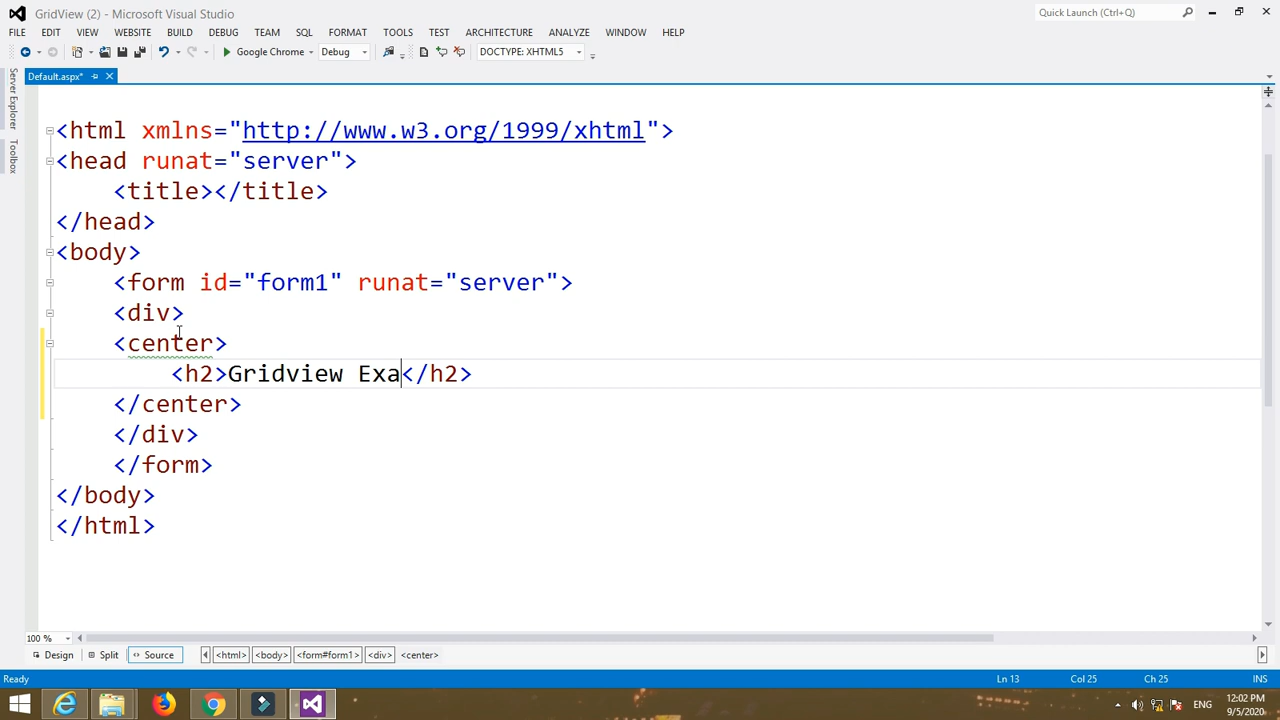 GridView (2) - Microsoft Visual Studio
Quick Launch (Ctrl+Q)
FILE EDIT VIEW WEBSITE BUILD DEBUG TEAM SQL FORMAT TOOLS TEST ARCHITECTURE ANALYZE WINDOW HELP
Google Chrome Debug DOCTYPE: XHTML5
Default.aspx*
Server Explorer
Toolbox
<html xmlns="http://www.w3.org/1999/xhtml">
<head runat="server">
<title></title>
</head>
<body>
<form id="form1" runat="server">
<div>
<center>
<h2>Gridview Exa</h2>
</center>
</div>
</form>
</body>
</html>
100 %
Design Split Source <html> <body> <form#form1> <div> <center>
Ready Ln 13 Col 25 Ch 25 INS
ENG 12:02 PM
9/5/2020